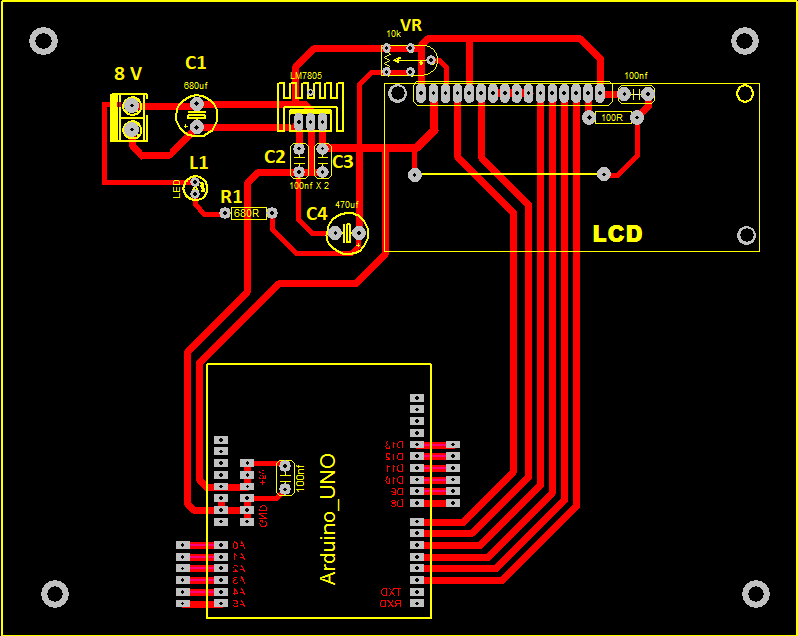 VR
10k
C1
680uf
8 V
LM7805
100nf
100R
C2
C3
100nf X 2
L1
LED
R1
680R
C4
470uf
LCD
D13
D12
D11
D10
D9
D8
+5V
100nf
GND
Arduino_UNO
A0
A1
A2
A3
A4
A5
TXD
RXD